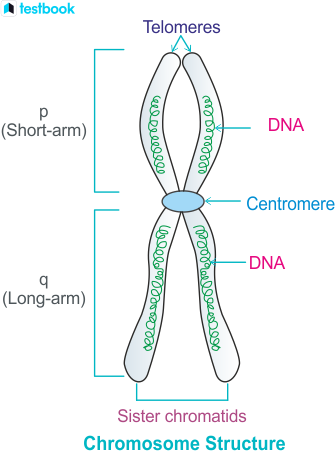 testbook
Telomeres
p
(Short-arm)
DNA
Centromere
q
(Long-arm)
DNA
Sister chromatids
Chromosome Structure